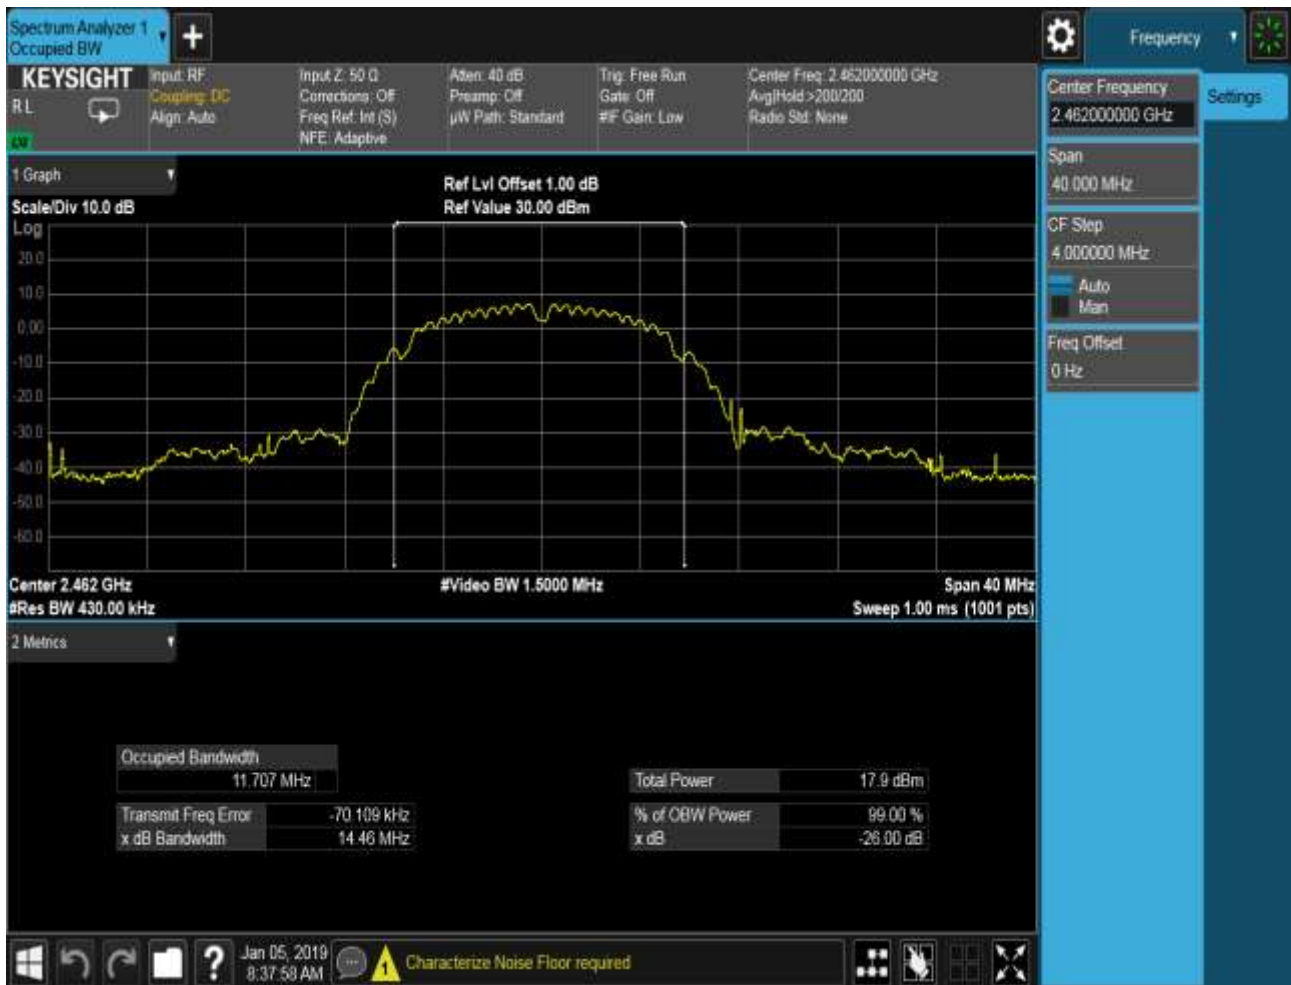 Spectrum Analyzer 1
Occupied BW
Frequency
KEYSIGHT
R L
Input: RF
Coupling: DC
Align: Auto
Input Z: 50 Ω
Corrections: Off
Freq Ref: Int (S)
NFE: Adaptive
Atten: 40 dB
Preamp: Off
µW Path: Standard
Trig: Free Run
Gate: Off
#IF Gain: Low
Center Freq: 2.462000000 GHz
Avg|Hold >200/200
Radio Std: None
Center Frequency
2.462000000 GHz
Settings
Span
40.000 MHz
CF Step
4.000000 MHz
Auto
Man
Freq Offset
0 Hz
1 Graph
Scale/Div 10.0 dB
Ref Lvl Offset 1.00 dB
Ref Value 30.00 dBm
Log
20.0
10.0
0.00
-10.0
-20.0
-30.0
-40.0
-50.0
-60.0
Center 2.462 GHz
#Video BW 1.5000 MHz
Span 40 MHz
#Res BW 430.00 kHz
Sweep 1.00 ms (1001 pts)
2 Metrics
Occupied Bandwidth
11.707 MHz
Total Power 17.9 dBm
Transmit Freq Error -70.109 kHz
% of OBW Power 99.00 %
x dB Bandwidth 14.46 MHz
x dB -26.00 dB
?
Jan 05, 2019
8:37:58 AM
1
Characterize Noise Floor required